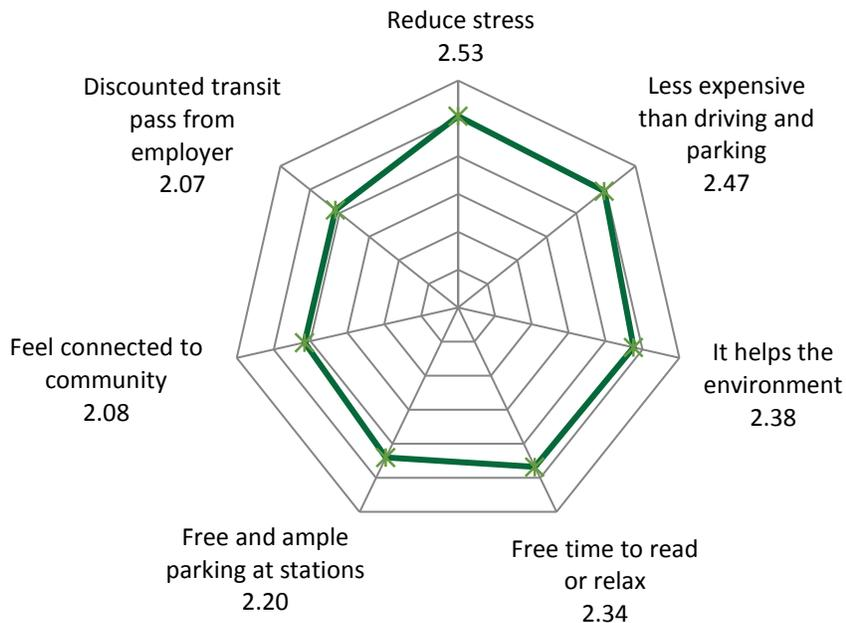 Reduce stress
2.53
Less expensive
than driving and
parking
2.47
It helps the
environment
2.38
Free time to read
or relax
2.34
Free and ample
parking at stations
2.20
Feel connected to
community
2.08
Discounted transit
pass from
employer
2.07